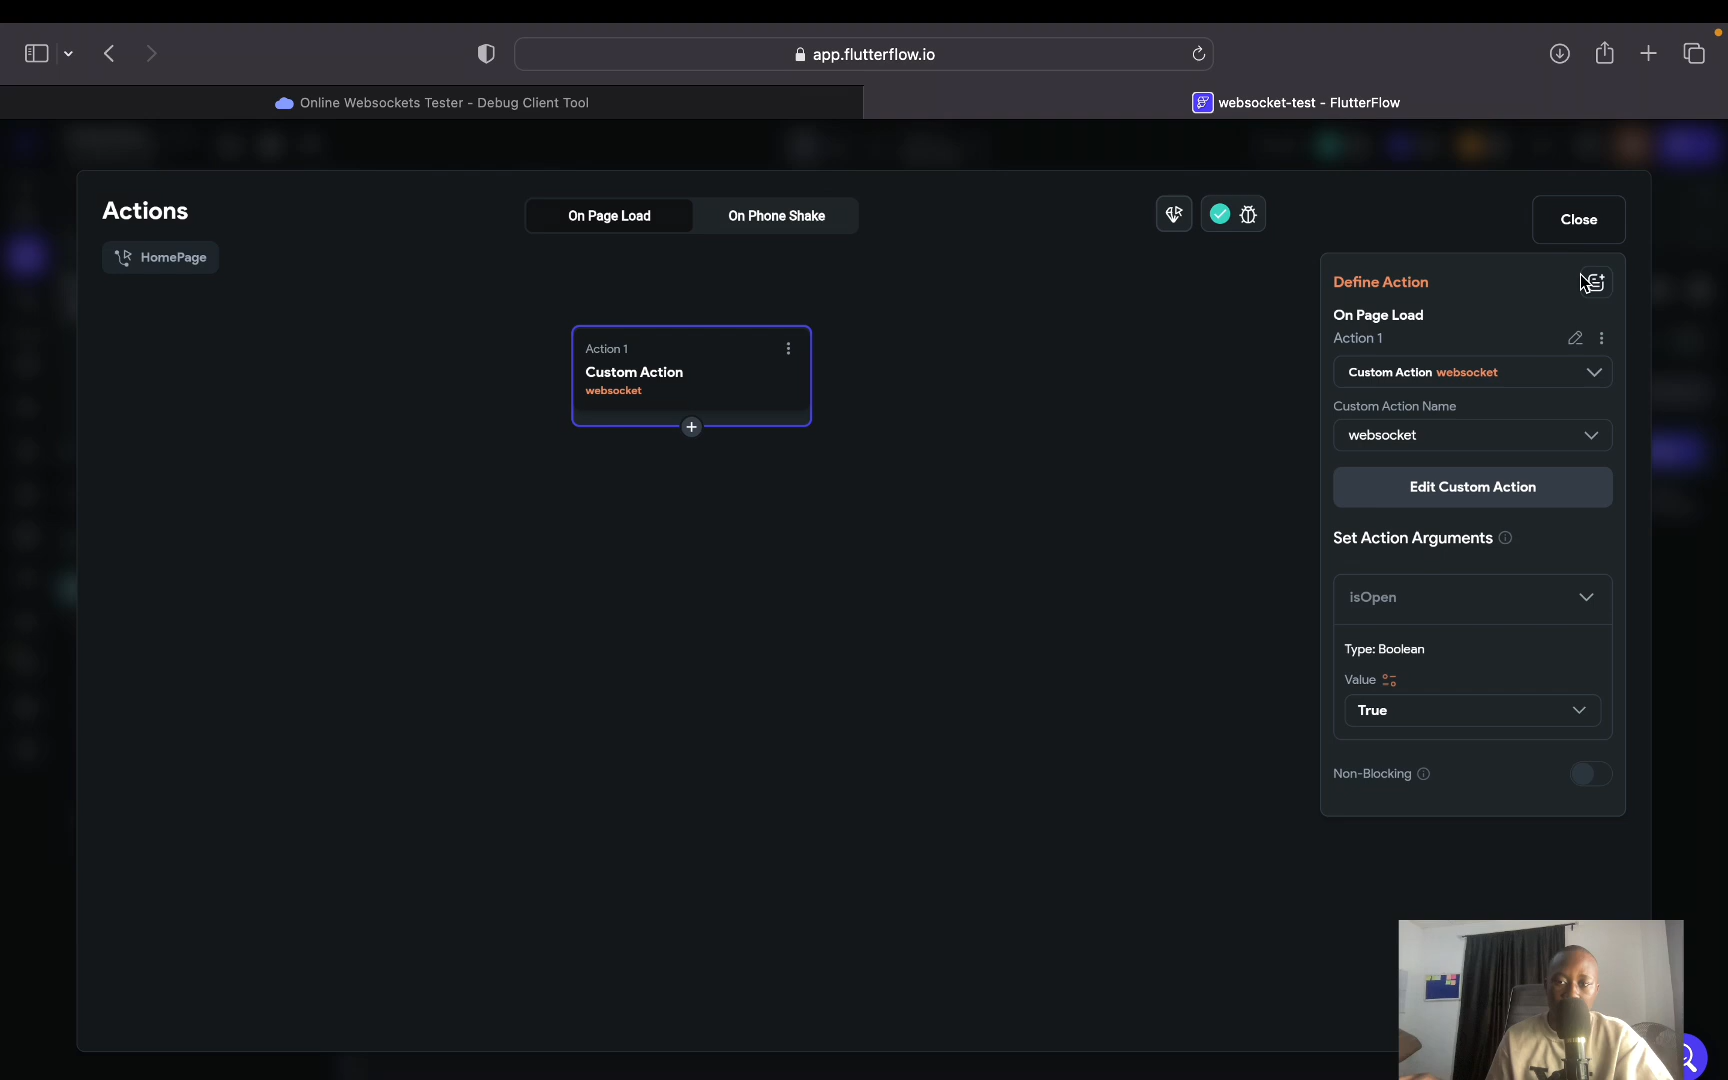 app.flutterflow.io
Online Websockets Tester - Debug Client Tool
websocket-test - FlutterFlow
Actions
On Page Load
On Phone Shake
Close
HomePage
Define Action
On Page Load
Action 1
Custom Action websocket
Custom Action Name
websocket
Edit Custom Action
Set Action Arguments
isOpen
Type: Boolean
Value
True
Non-Blocking
Action 1
Custom Action
websocket